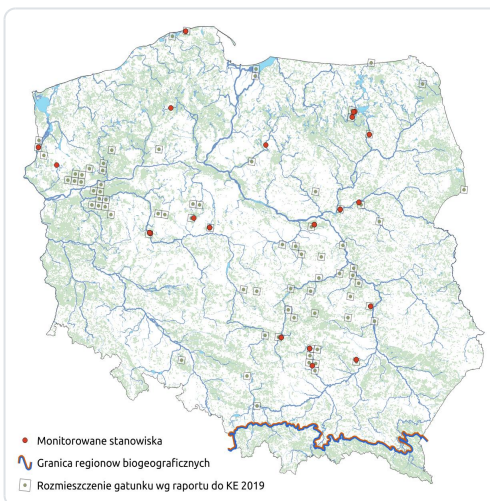 Monitorowane stanowiska
Granica regionow biogeograficznych
Rozmieszczenie gatunku wg raportu do KE 2019